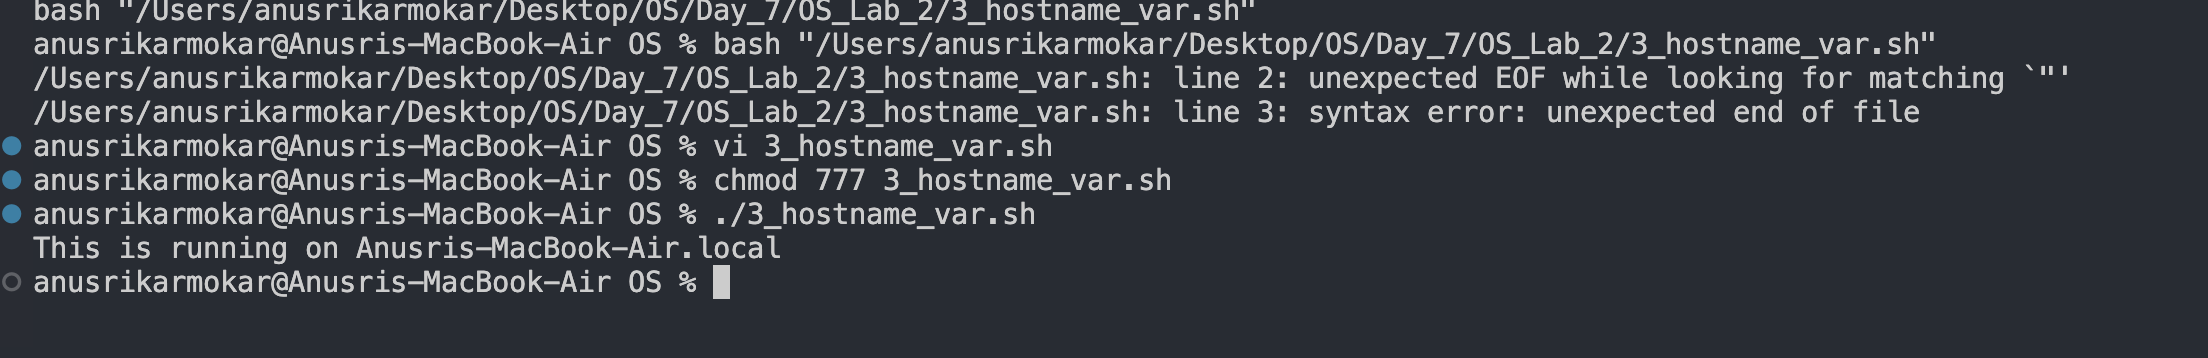 bash "/Users/anusrikarmokar/Desktop/OS/Day_7/OS_Lab_2/3_hostname_var.sh"
anusrikarmokar@Anusris-MacBook-Air OS % bash "/Users/anusrikarmokar/Desktop/OS/Day_7/OS_Lab_2/3_hostname_var.sh"
/Users/anusrikarmokar/Desktop/OS/Day_7/OS_Lab_2/3_hostname_var.sh: line 2: unexpected EOF while looking for matching `"'
/Users/anusrikarmokar/Desktop/OS/Day_7/OS_Lab_2/3_hostname_var.sh: line 3: syntax error: unexpected end of file
anusrikarmokar@Anusris-MacBook-Air OS % vi 3_hostname_var.sh
anusrikarmokar@Anusris-MacBook-Air OS % chmod 777 3_hostname_var.sh
anusrikarmokar@Anusris-MacBook-Air OS % ./3_hostname_var.sh
This is running on Anusris-MacBook-Air.local
anusrikarmokar@Anusris-MacBook-Air OS %